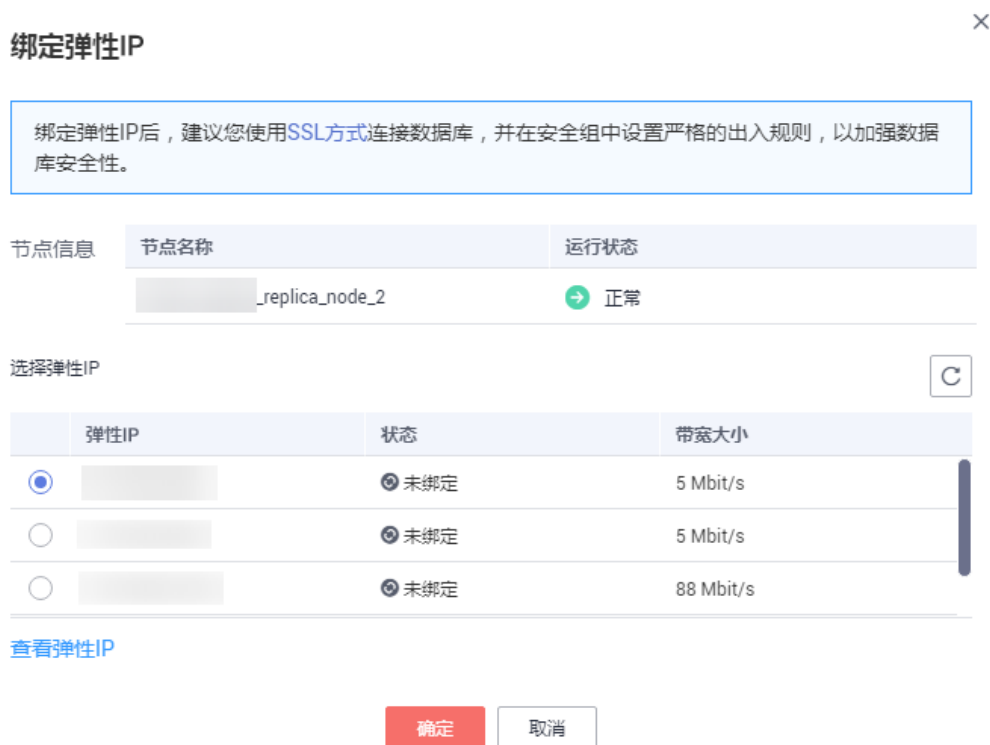 绑定弹性IP
绑定弹性IP后，建议您使用SSL方式连接数据库，并在安全组中设置严格的出入规则，以加强数据
库安全性。
节点信息 节点名称 运行状态
_replica_node_2 正常
选择弹性IP
弹性IP 状态 带宽大小
未绑定 5 Mbit/s
未绑定 5 Mbit/s
未绑定 88 Mbit/s
查看弹性IP
确定 取消